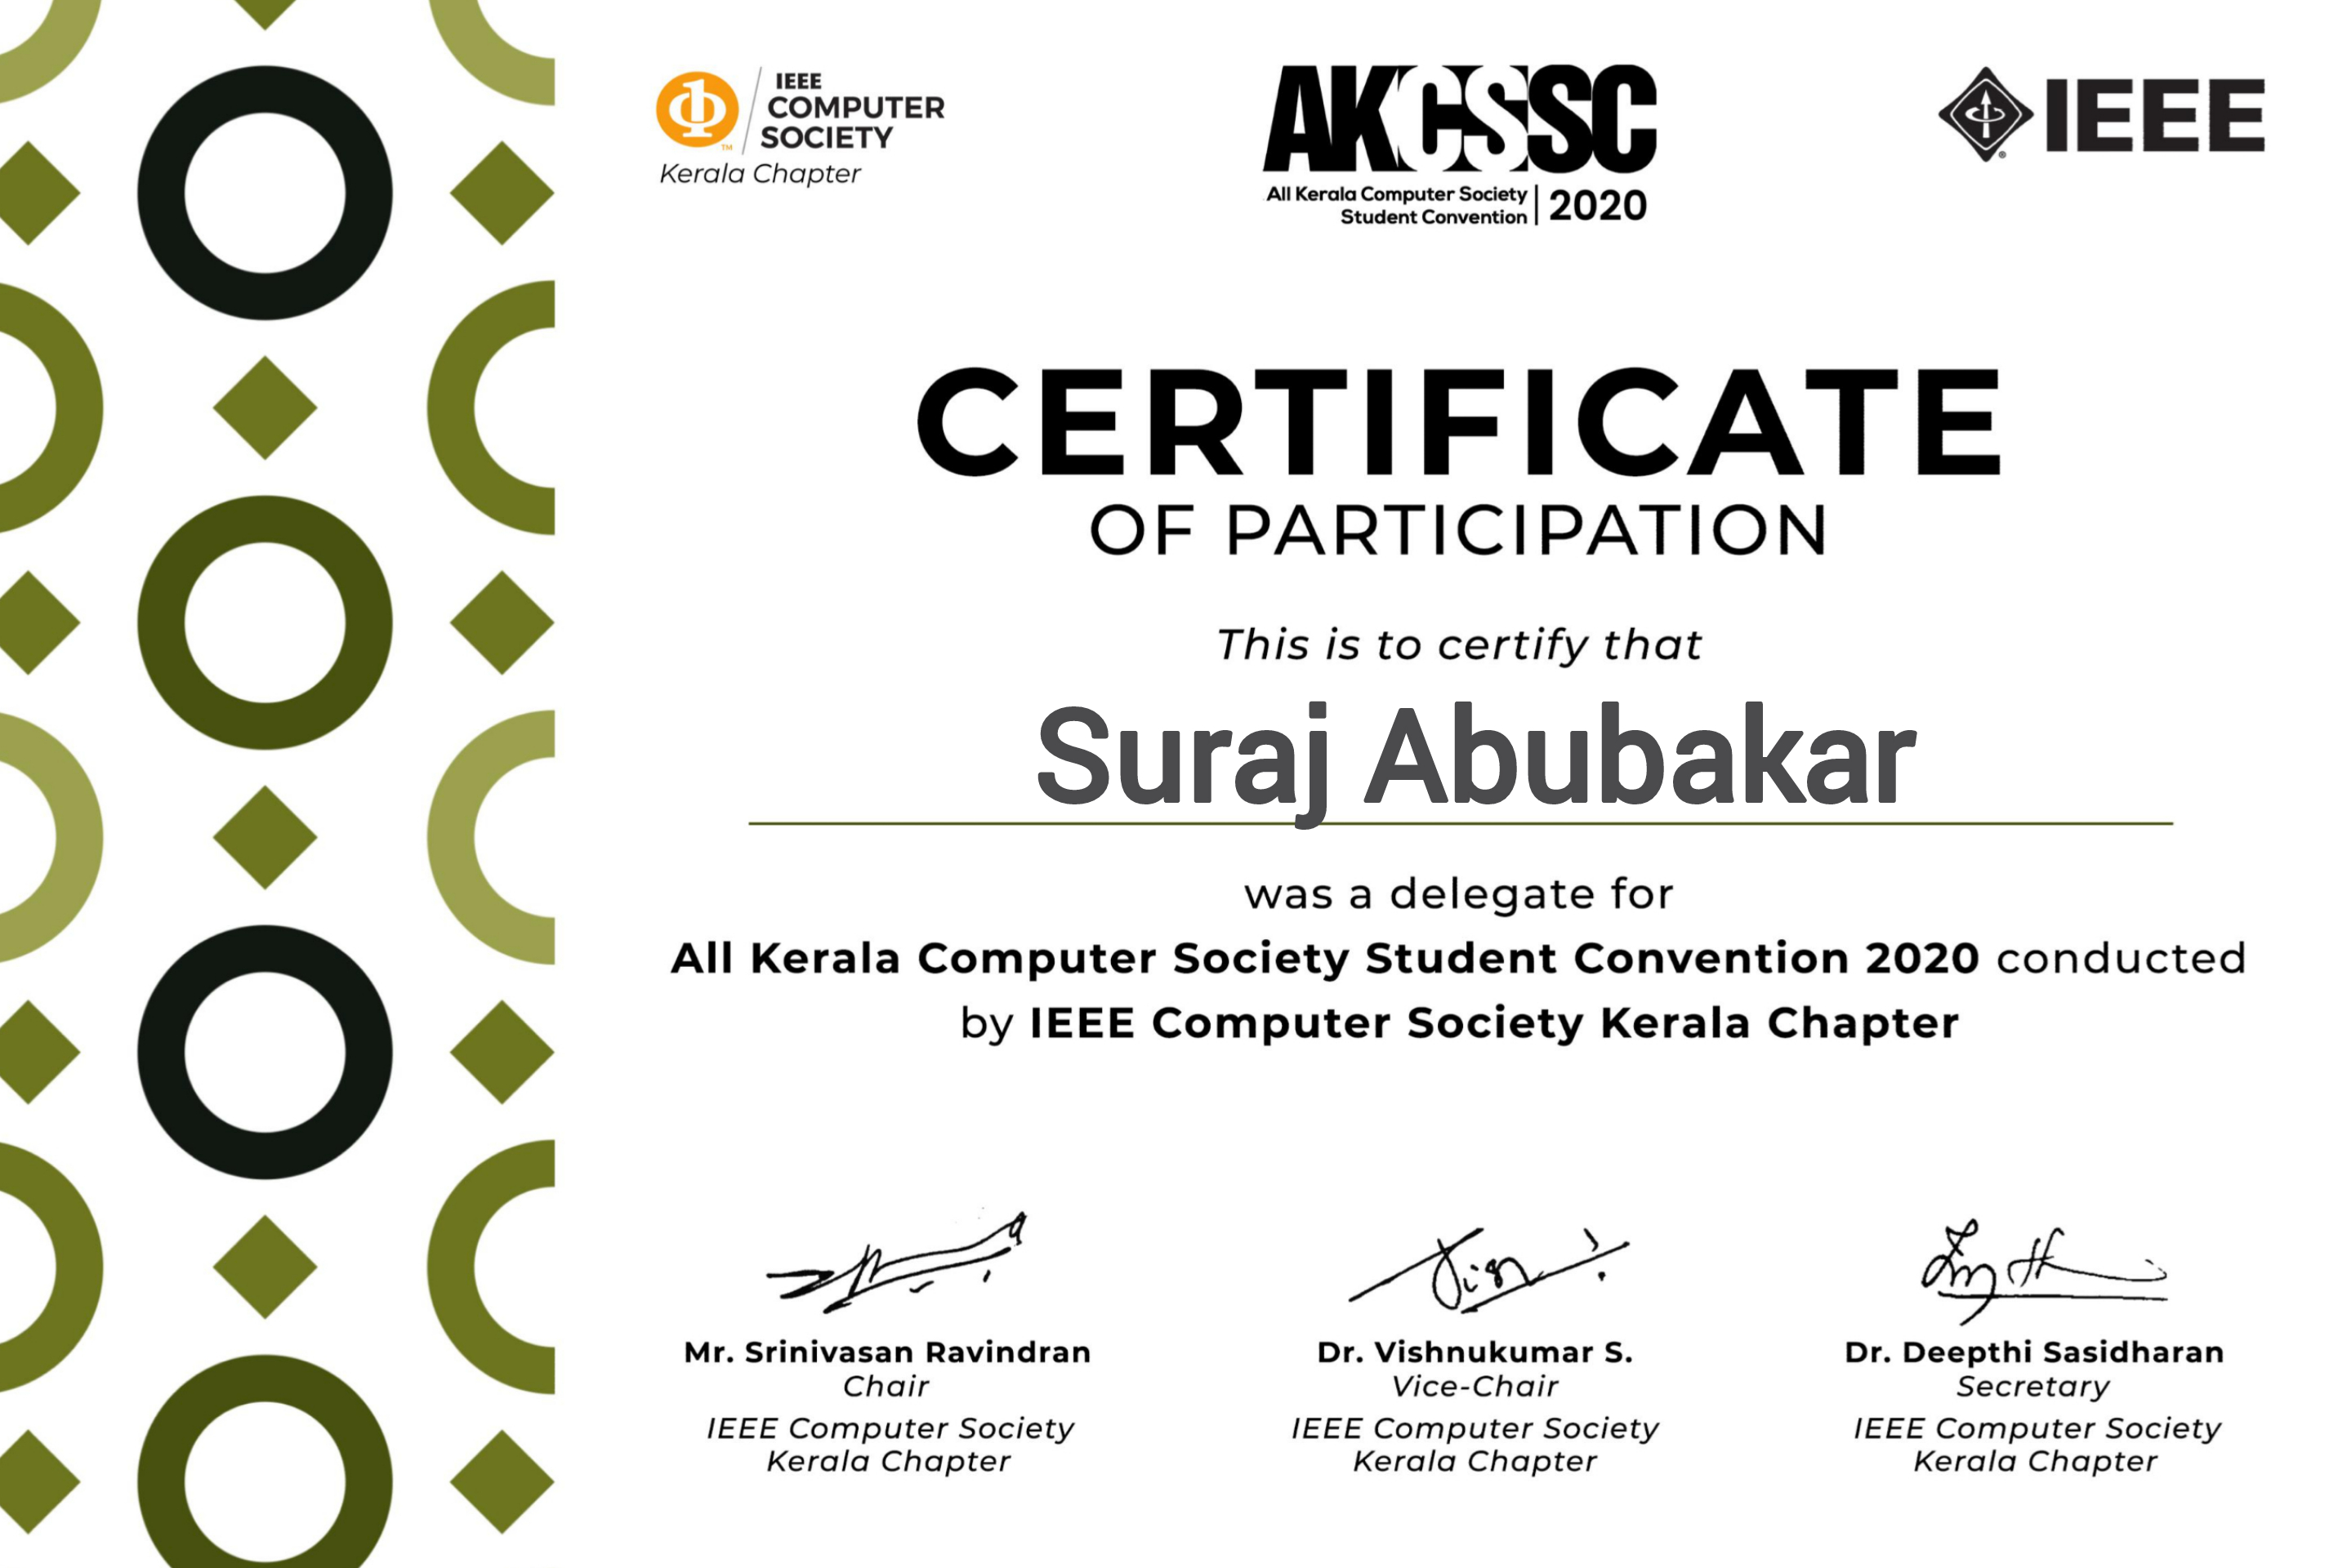 IEEE
COMPUTER
SOCIETY
TM
Kerala Chapter
AKCSSC
All Kerala Computer Society
Student Convention
2020
IEEE
®
CERTIFICATE
OF PARTICIPATION
This is to certify that
Suraj Abubakar
was a delegate for
All Kerala Computer Society Student Convention 2020 conducted
by IEEE Computer Society Kerala Chapter
Mr. Srinivasan Ravindran
Chair
IEEE Computer Society
Kerala Chapter
Dr. Vishnukumar S.
Vice-Chair
IEEE Computer Society
Kerala Chapter
Dr. Deepthi Sasidharan
Secretary
IEEE Computer Society
Kerala Chapter